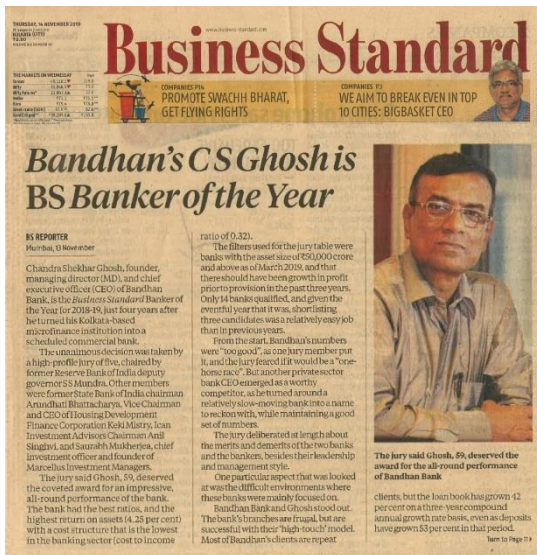 THURSDAY, 14 NOVEMBER 2019
www.business-standard.com
Business Standard
THE MARKETS ON WEDNESDAY
COMPANIES P14
PROMOTE SWACHH BHARAT,
GET FLYING RIGHTS
COMPANIES P3
WE AIM TO BREAK EVEN IN TOP
10 CITIES: BIGBASKET CEO
Bandhan's C S Ghosh is
BS Banker of the Year
BS REPORTER
Mumbai, 13 November
Chandra Shekhar Ghosh, founder,
managing director (MD), and chief
executive officer (CEO) of Bandhan
Bank, is the Business Standard Banker of
the Year for 2018-19, just four years after
he turned his Kolkata-based
microfinance institution into a
scheduled commercial bank.
The unanimous decision was taken by
a high-profile jury of five, chaired by
former Reserve Bank of India deputy
governor SS Mundra. Other members
were former State Bank of India chairman
Arundhati Bhattacharya, Vice Chairman
and CEO of Housing Development
Finance Corporation Keki Mistry, Ican
Investment Advisors Chairman Anil
Singhvi, and Saurabh Mukherjea, chief
investment officer and founder of
Marcellus Investment Managers.
The jury said Ghosh, 59, deserved
the coveted award for an impressive,
all-round performance of the bank.
The bank had the best ratios, and the
highest return on assets (4.25 per cent)
with a cost structure that is the lowest
in the banking sector (cost to income
ratio of 0.32).
The filters used for the jury table were
banks with the asset size of ₹50,000 crore
and above as of March 2019, and that
there should have been growth in profit
prior to provision in the past three years.
Only 14 banks qualified, and given the
eventful year that it was, shortlisting
three candidates was a relatively easy job
than in previous years.
From the start, Bandhan's numbers
were "too good", as one jury member put
it, and the jury feared if it would be a "one-
horse race". But another private sector
bank CEO emerged as a worthy
competitor, as he turned around a
relatively slow-moving bank into a name
to reckon with, while maintaining a good
set of numbers.
The jury deliberated at length about
the merits and demerits of the two banks
and the bankers, besides their leadership
and management style.
One particular aspect that was looked
at was the difficult environments where
these banks were mainly focused on.
Bandhan Bank and Ghosh stood out.
The bank's branches are frugal, but are
successful with their 'high-touch' model.
Most of Bandhan's clients are repeat
The jury said Ghosh, 59, deserved the
award for the all-round performance
of Bandhan Bank
clients, but the loan book has grown 42
per cent on a three-year compound
annual growth rate basis, even as deposits
have grown 53 per cent in that period.
Turn to Page 17